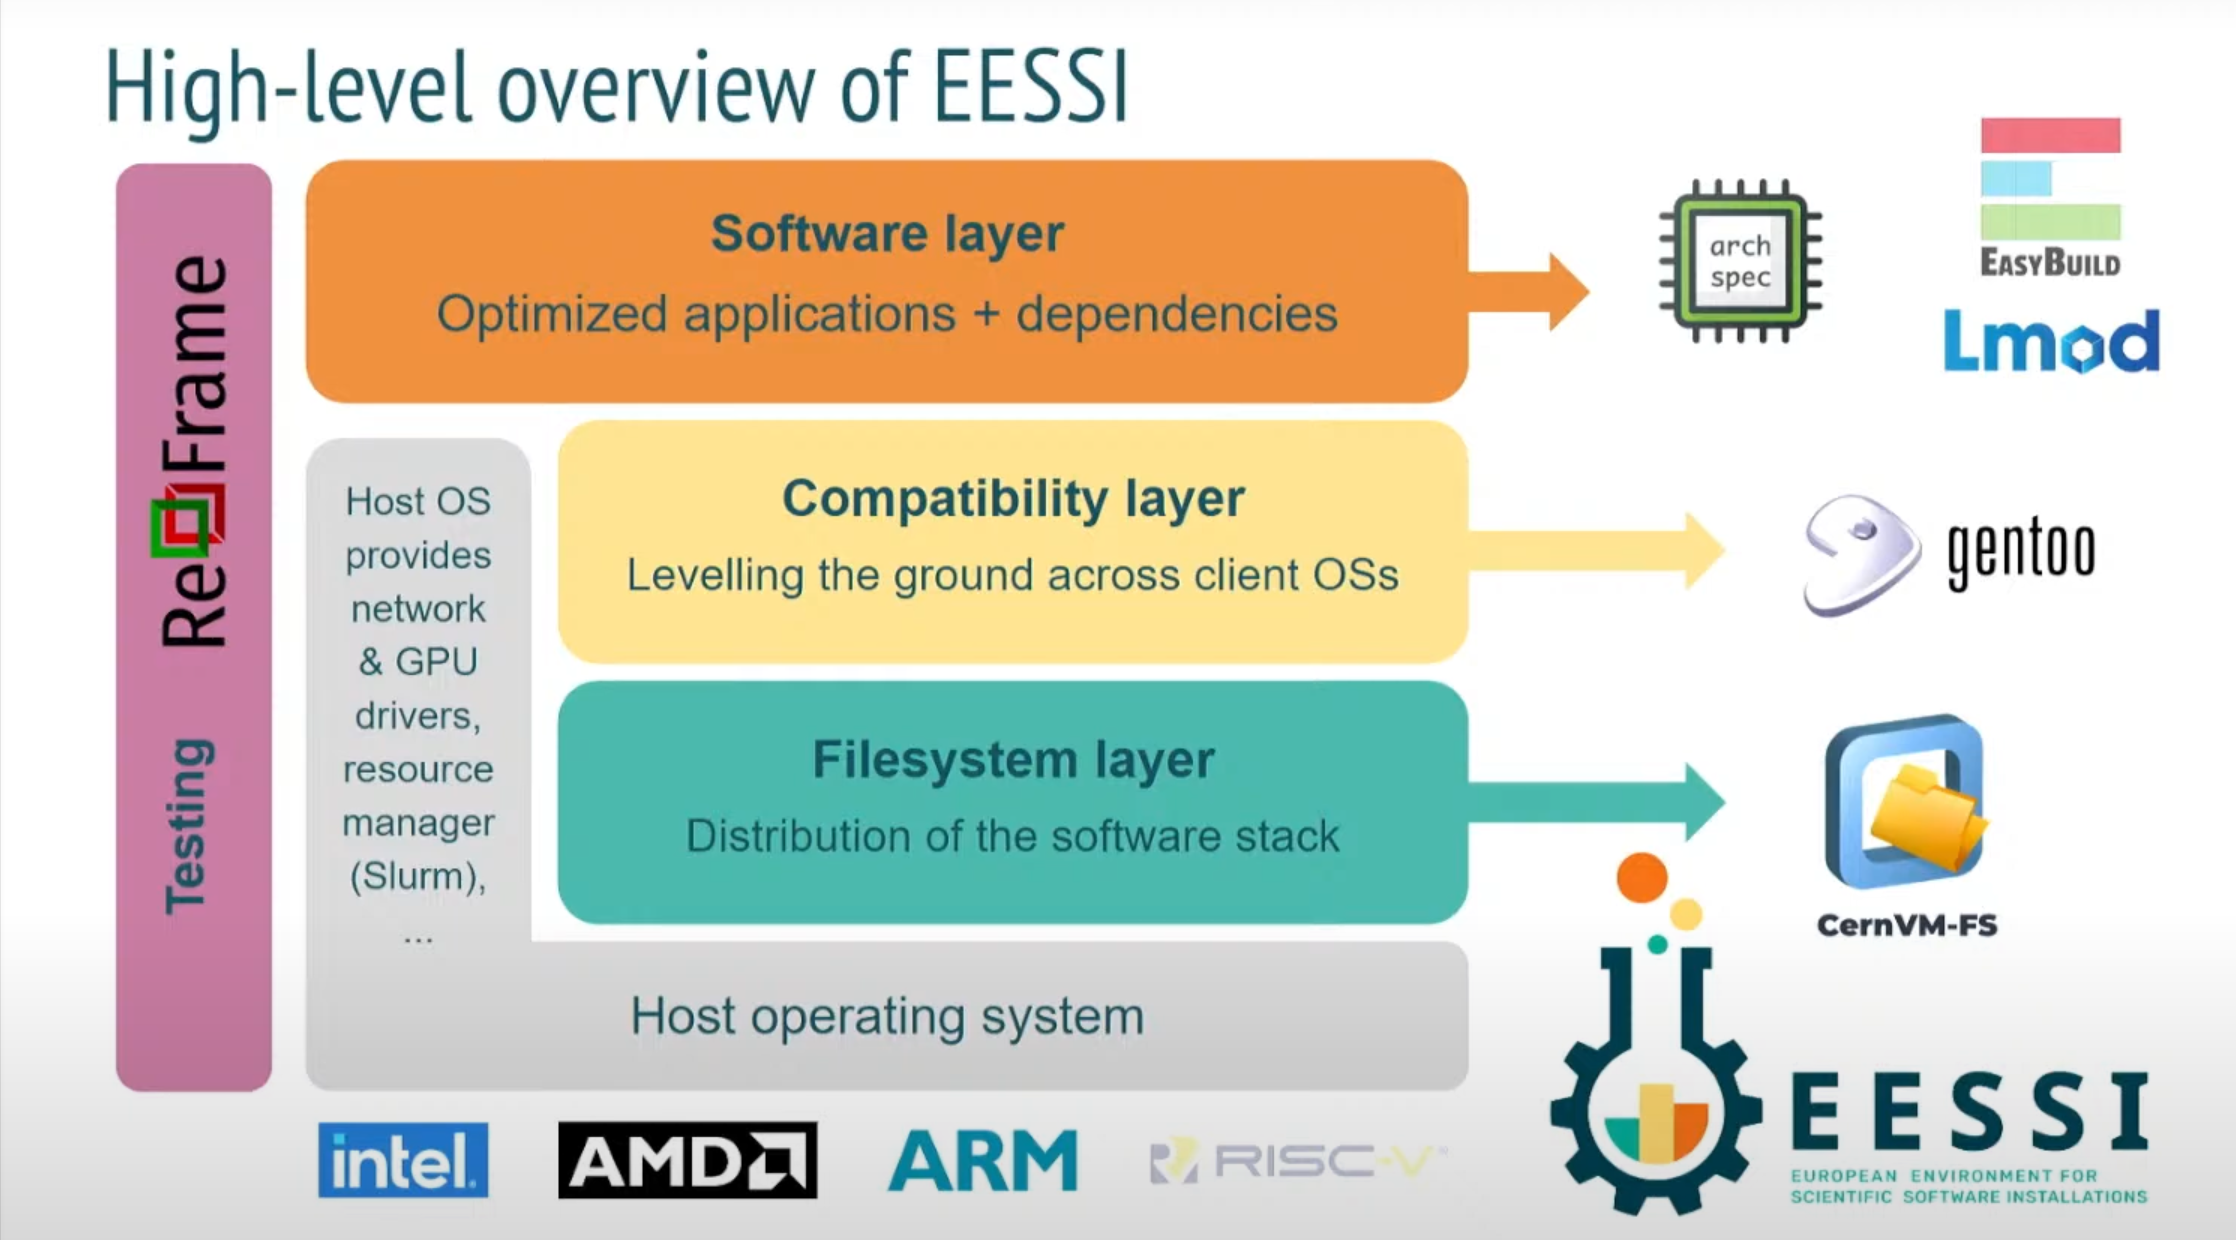 High-level overview of EESSI
Testing ReFrame
Software layer
Optimized applications + dependencies
arch
spec
EASYBUILD
Lmod
Host OS
provides
network
& GPU
drivers,
resource
manager
(Slurm),
...
Compatibility layer
Levelling the ground across client OSs
gentoo
Filesystem layer
Distribution of the software stack
CernVM-FS
Host operating system
intel.
AMD
ARM
RISC-V
EESSI
EUROPEAN ENVIRONMENT FOR
SCIENTIFIC SOFTWARE INSTALLATIONS